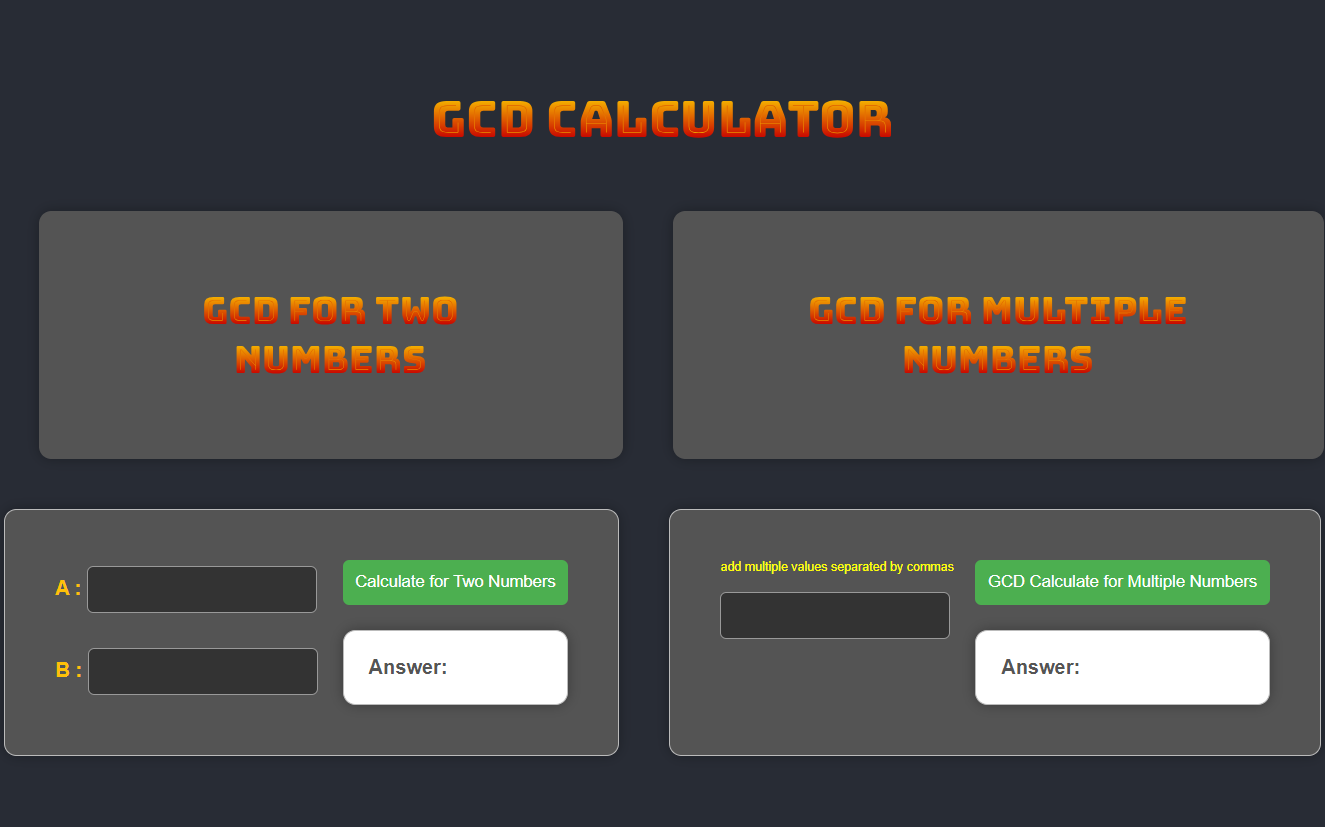 GCD CALCULATOR
GCD FOR TWO
NUMBERS
GCD FOR MULTIPLE
NUMBERS
A :
Calculate for Two Numbers
B :
Answer:
add multiple values separated by commas
GCD Calculate for Multiple Numbers
Answer: